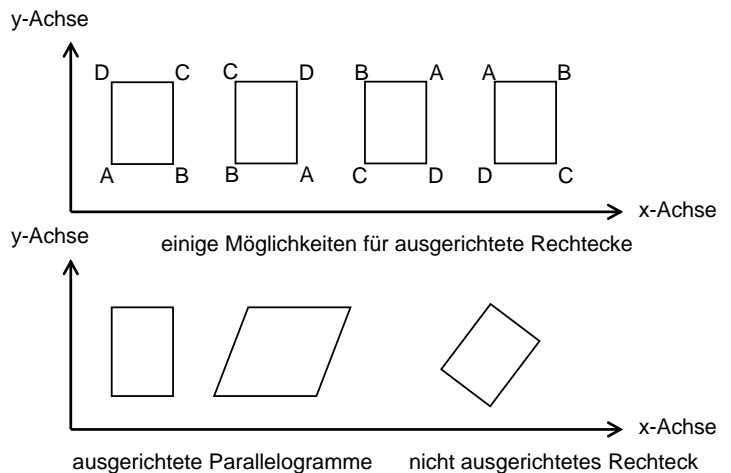 y-Achse
D C C D B A A B
A B B A C D D C
x-Achse
einige Möglichkeiten für ausgerichtete Rechtecke
y-Achse
x-Achse
ausgerichtete Parallelogramme nicht ausgerichtetes Rechteck